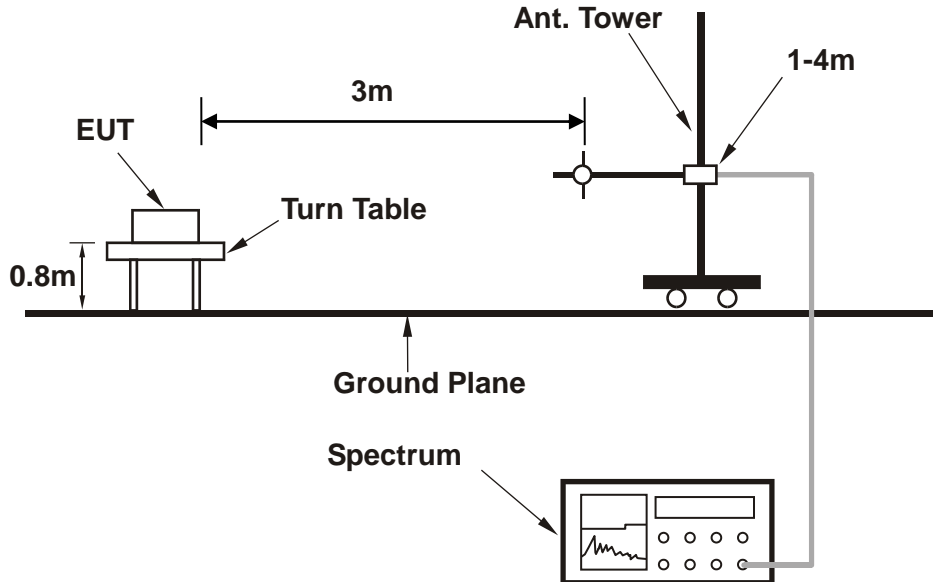 Ant. Tower
1-4m
3m
EUT
Turn Table
0.8m
Ground Plane
Spectrum